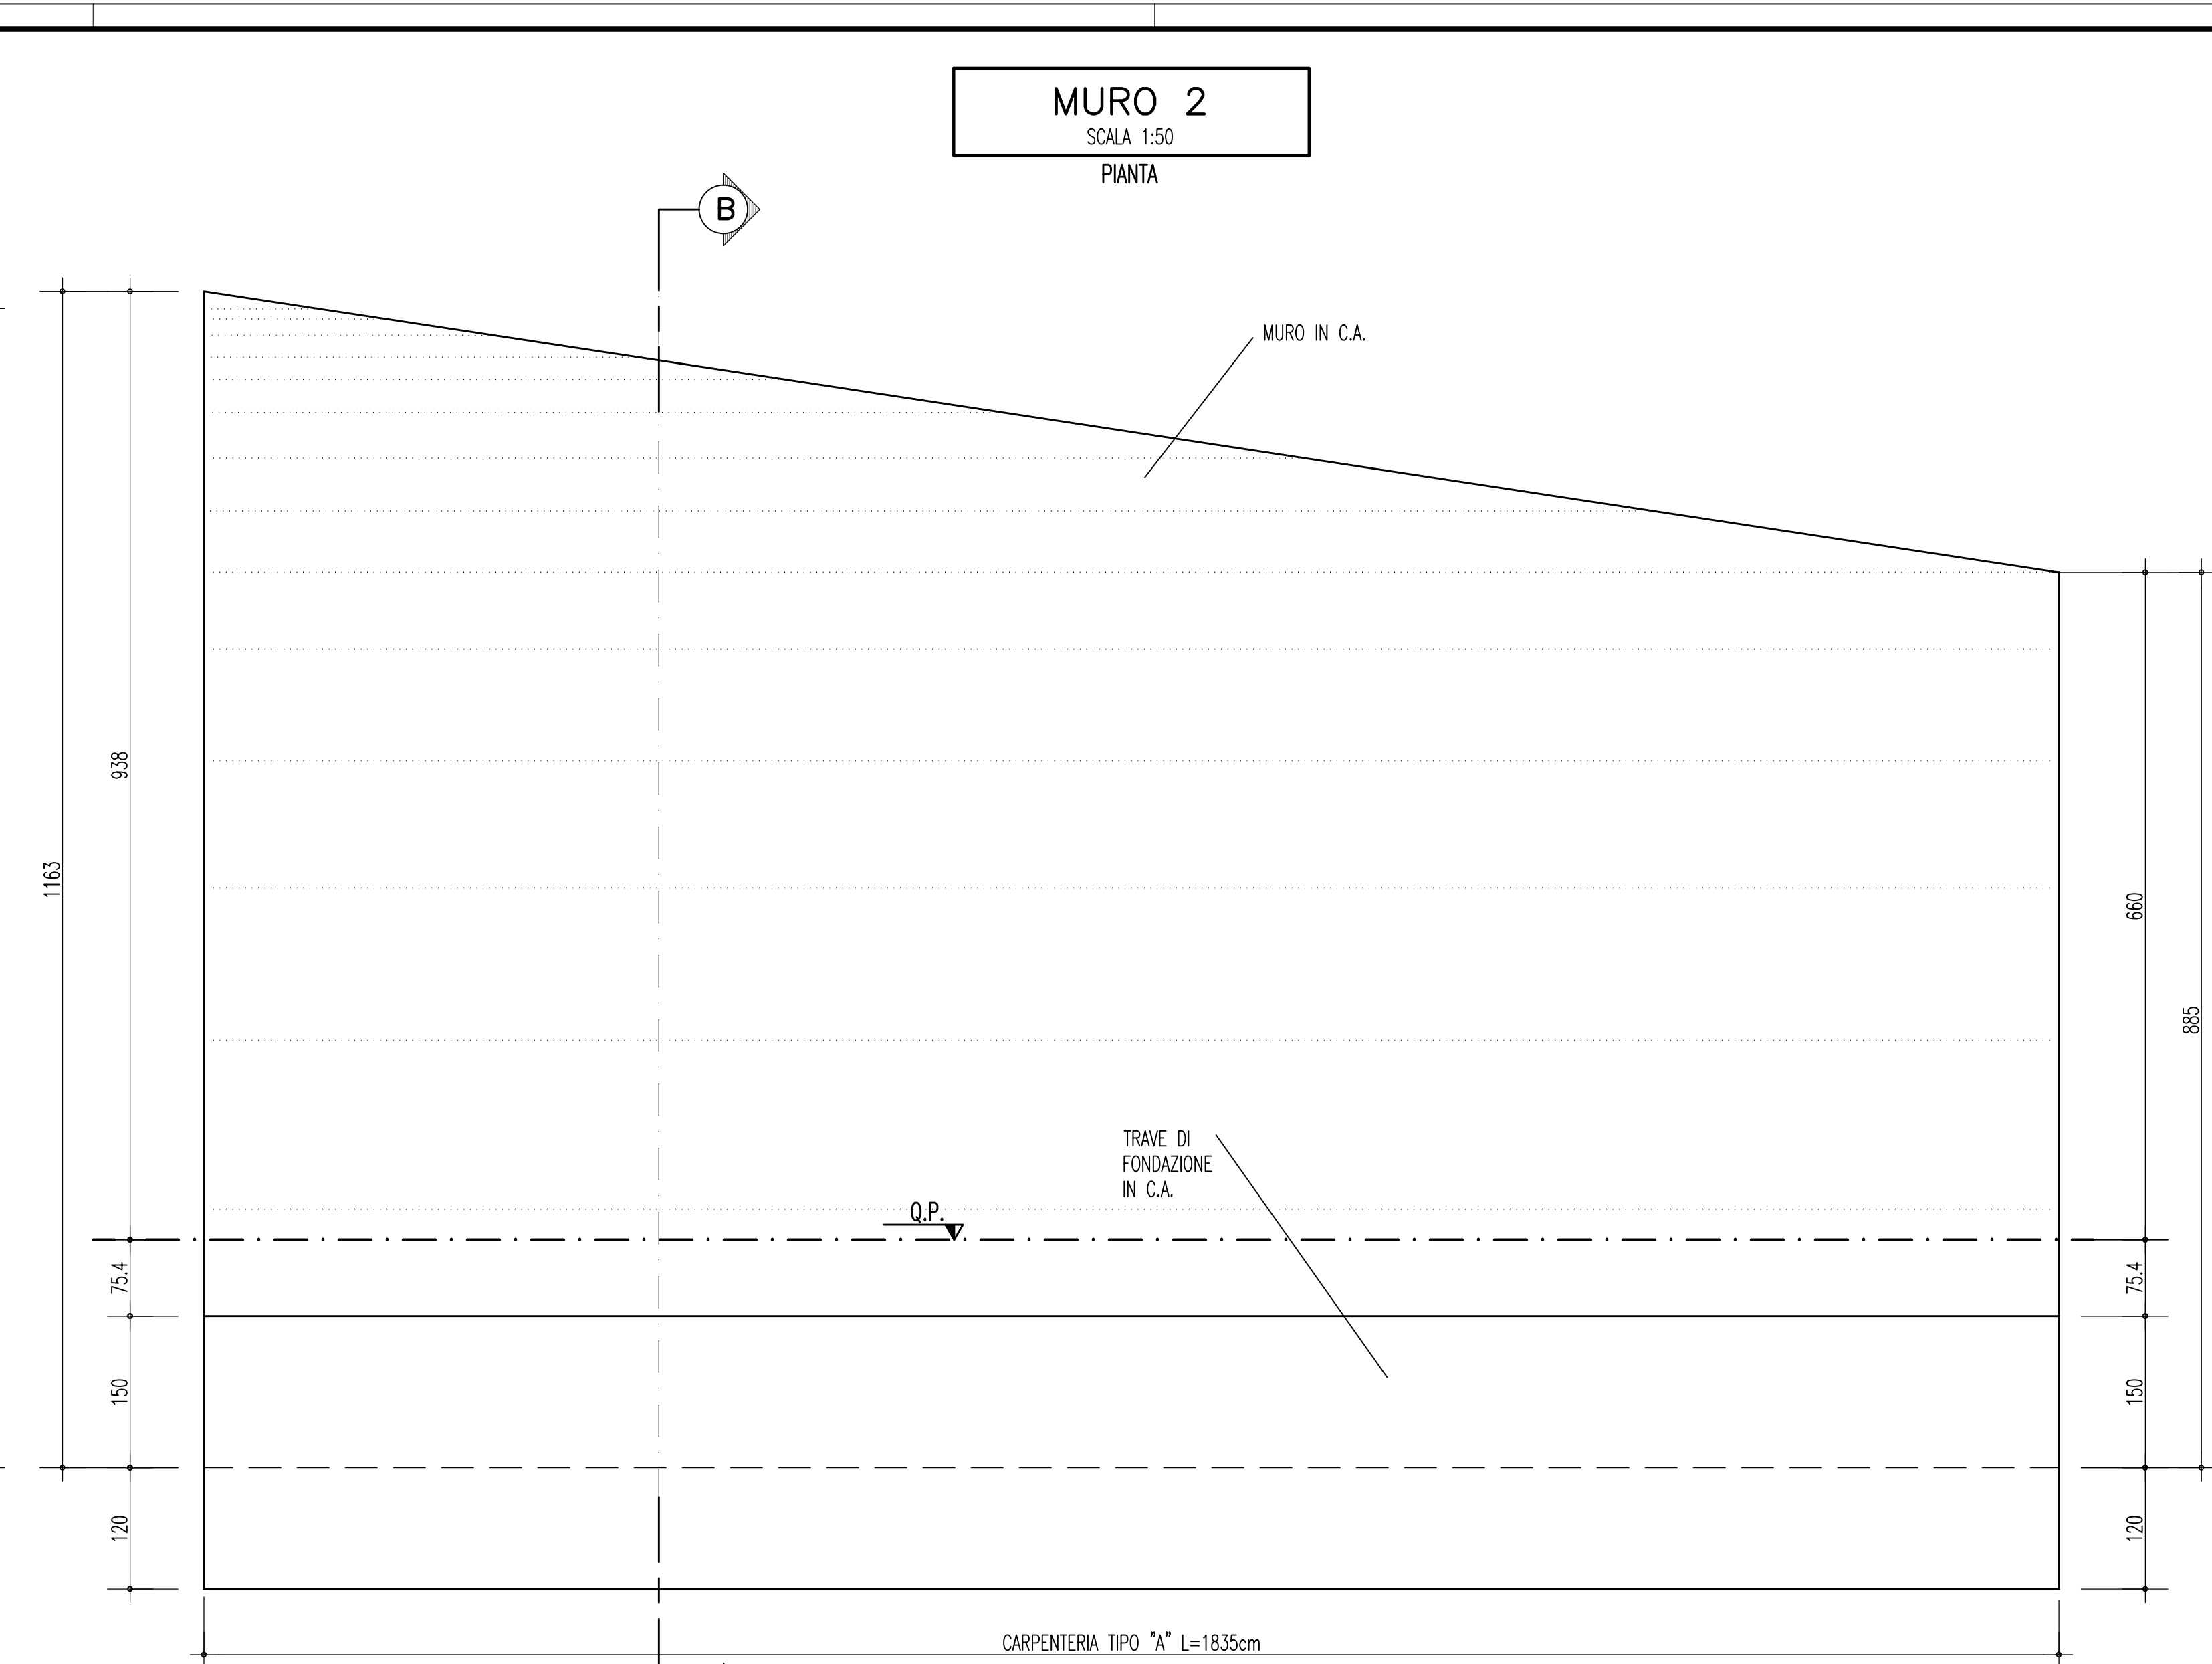 MURO 2
SCALA 1:50
PIANTA
B
MURO IN C.A.
938
1163
660
885
TRAVE DI
FONDAZIONE
IN C.A.
Q.P.
75.4
75.4
150
150
120
120
CARPENTERIA TIPO "A" L=1835cm